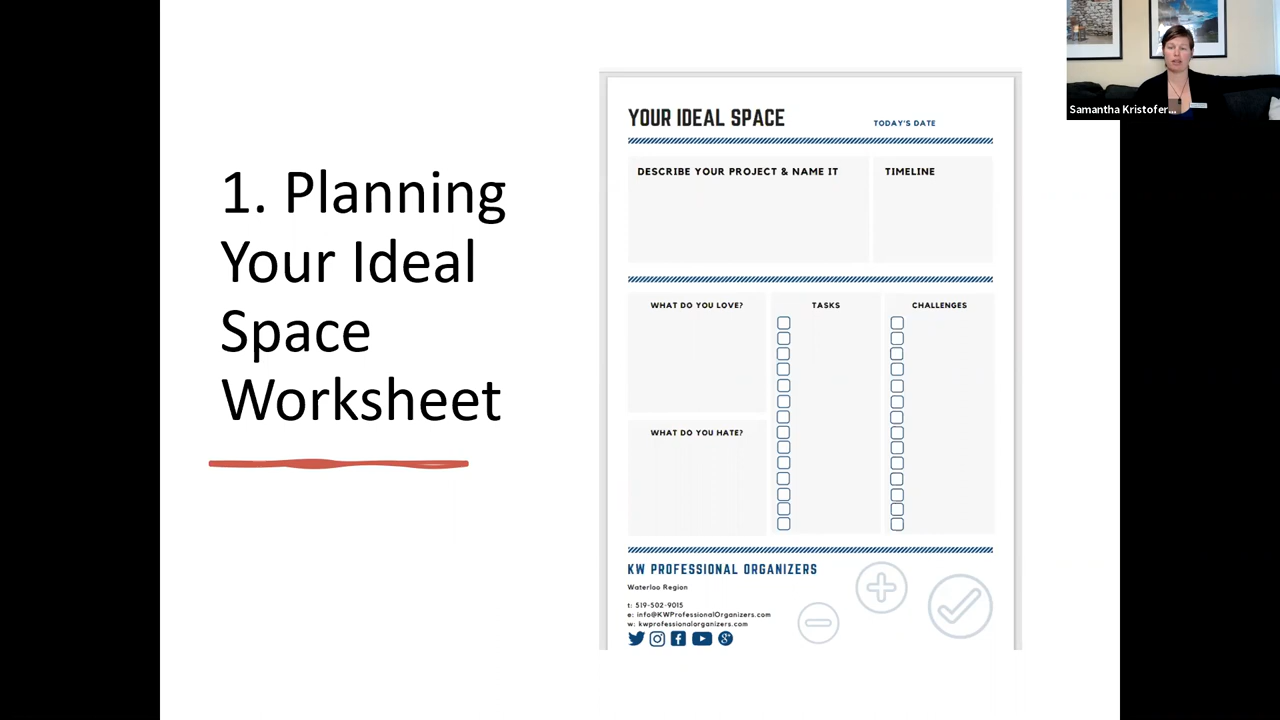 1. Planning
Your Ideal
Space
Worksheet
YOUR IDEAL SPACE
TODAY'S DATE
DESCRIBE YOUR PROJECT & NAME IT
TIMELINE
WHAT DO YOU LOVE?
TASKS
CHALLENGES
WHAT DO YOU HATE?
KW PROFESSIONAL ORGANIZERS
Waterloo Region
t: 519-502-9015
e: info@KWProfessionalOrganizers.com
w: kwprofessionalorganizers.com
Samantha Kristofer...